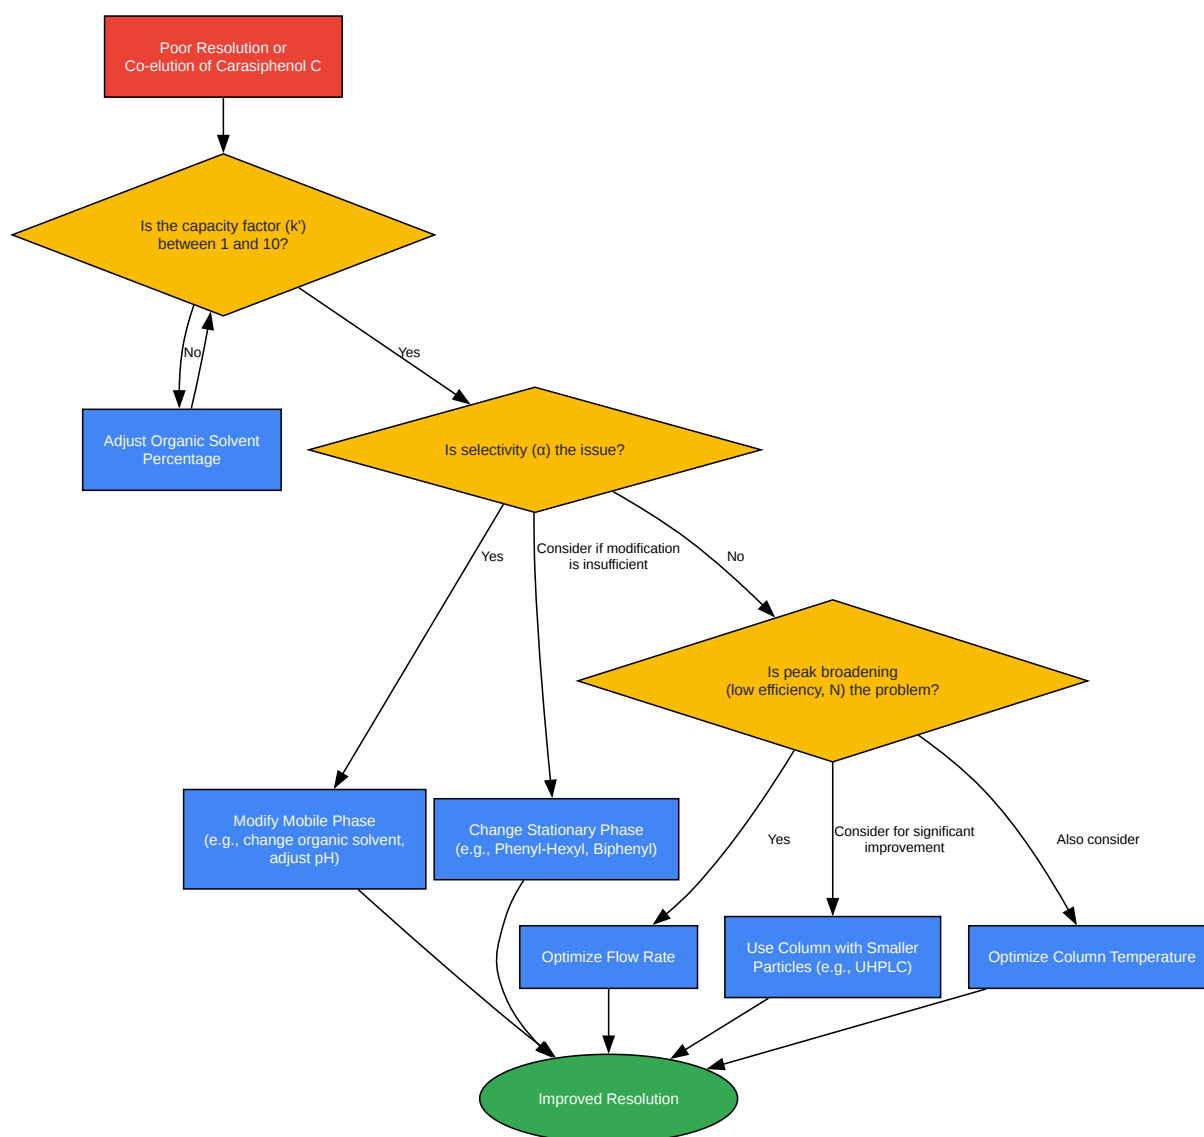 Poor Resolution or
Co-elution of Carasiphenol C
Is the capacity factor (k')
between 1 and 10?
No
Yes
Adjust Organic Solvent
Percentage
Is selectivity (α) the issue?
Yes
Consider if modification
is insufficient
No
Is peak broadening
(low efficiency, N) the problem?
Modify Mobile Phase
(e.g., change organic solvent,
adjust pH)
Change Stationary Phase
(e.g., Phenyl-Hexyl, Biphenyl)
Yes
Consider for significant
improvement
Also consider
Optimize Flow Rate
Use Column with Smaller
Particles (e.g., UHPLC)
Optimize Column Temperature
Improved Resolution